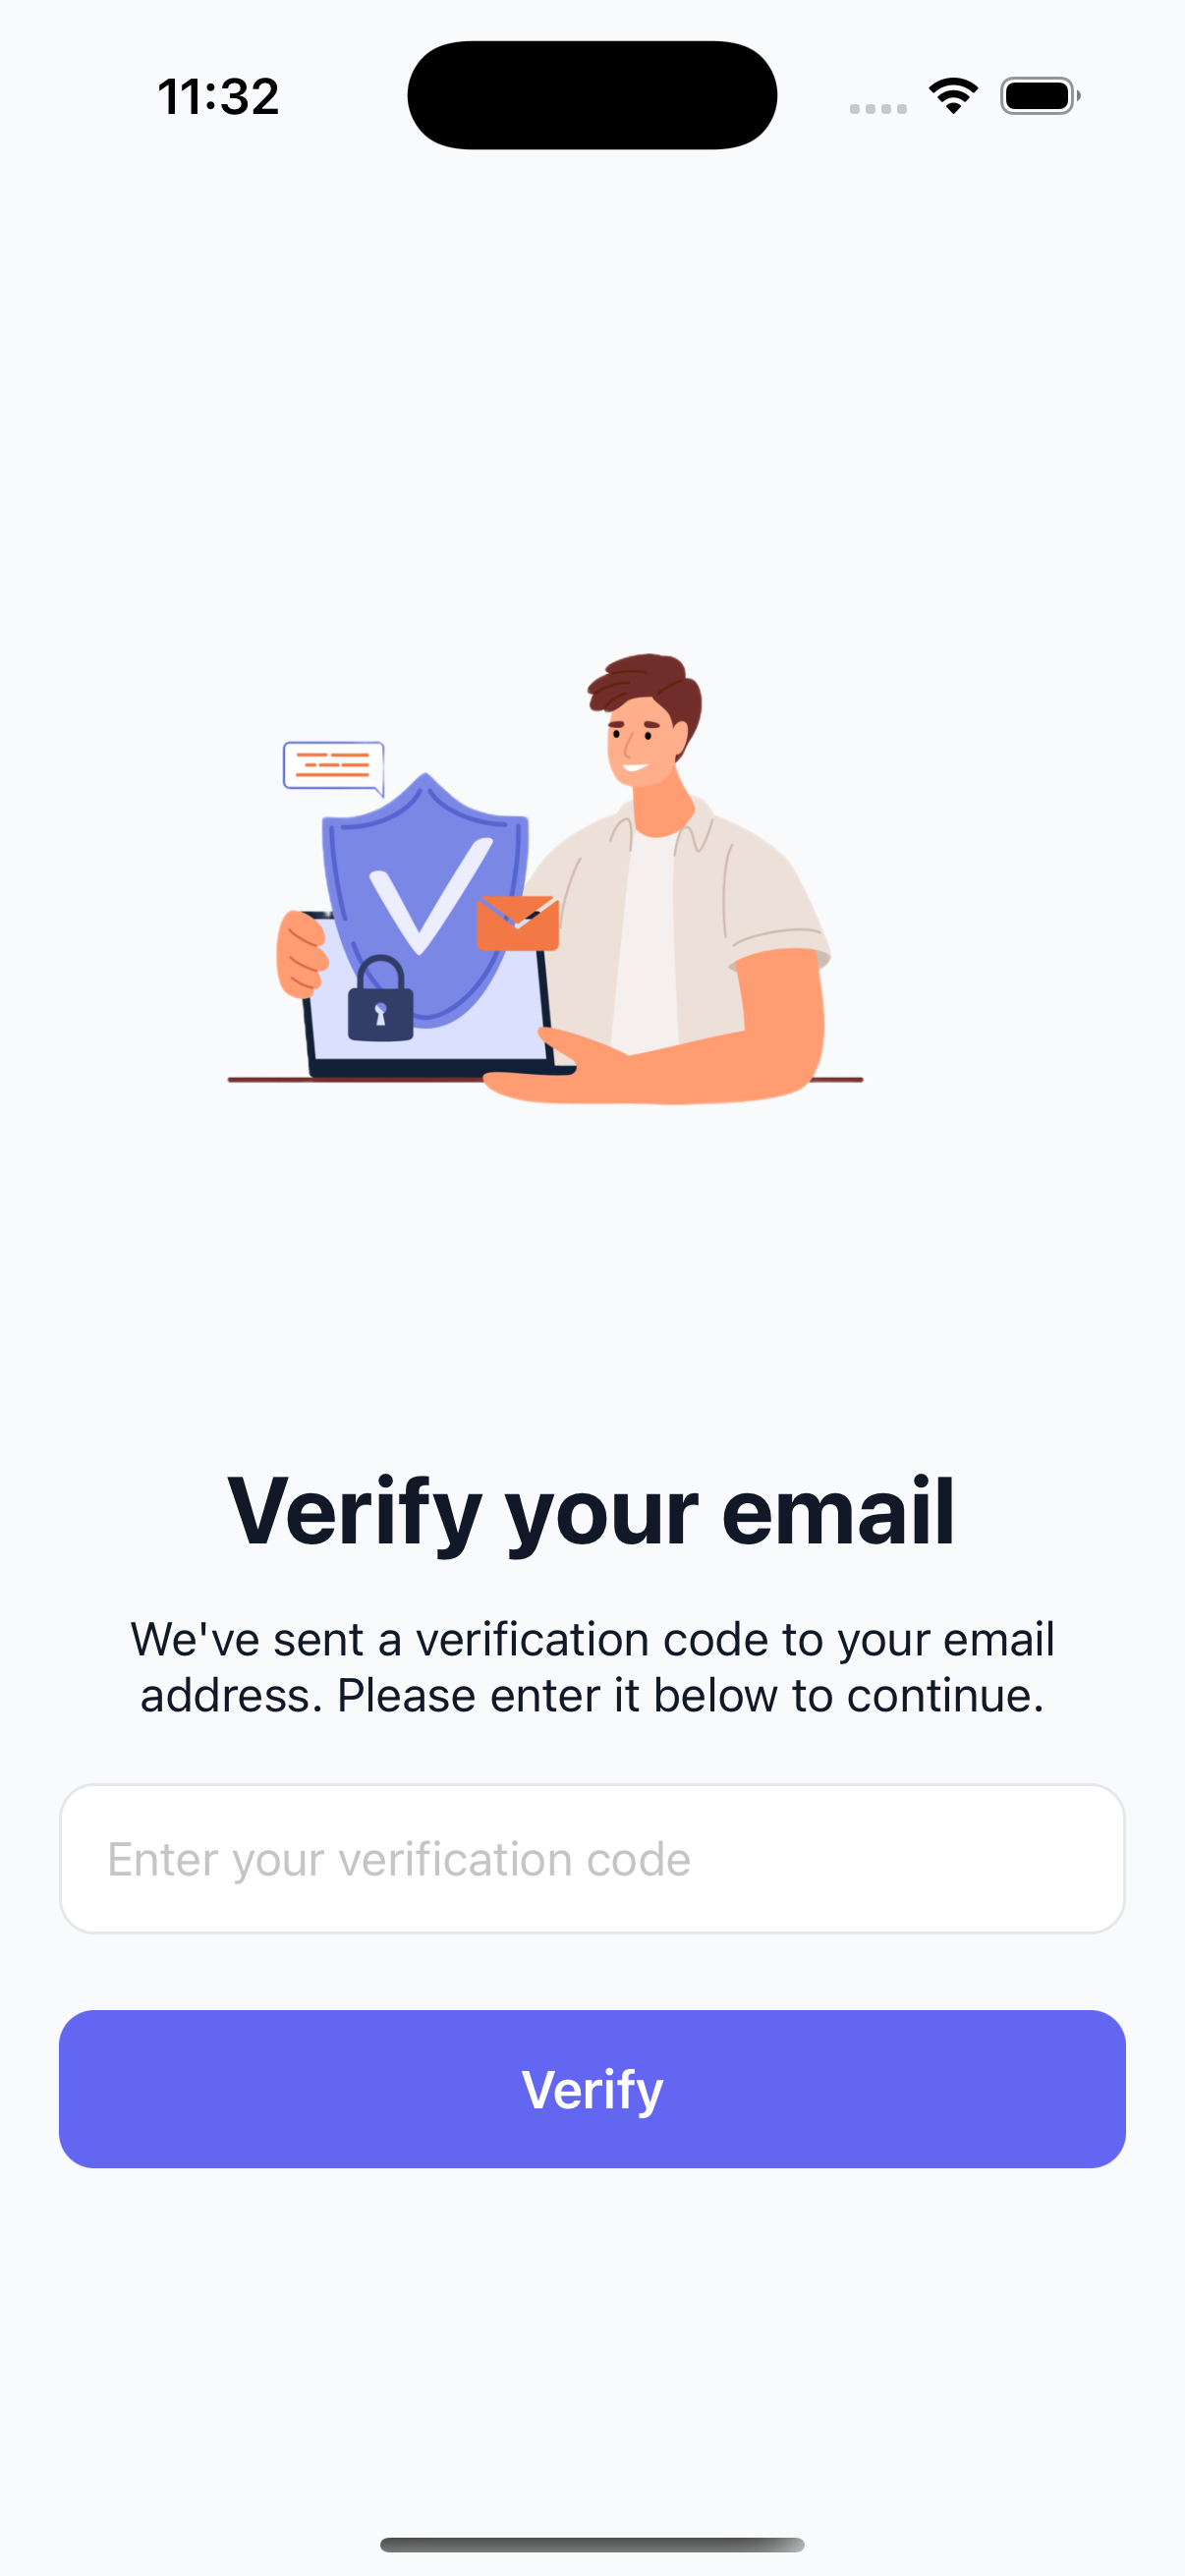 11:32
Verify your email
We've sent a verification code to your email
address. Please enter it below to continue.
Enter your verification code
Verify